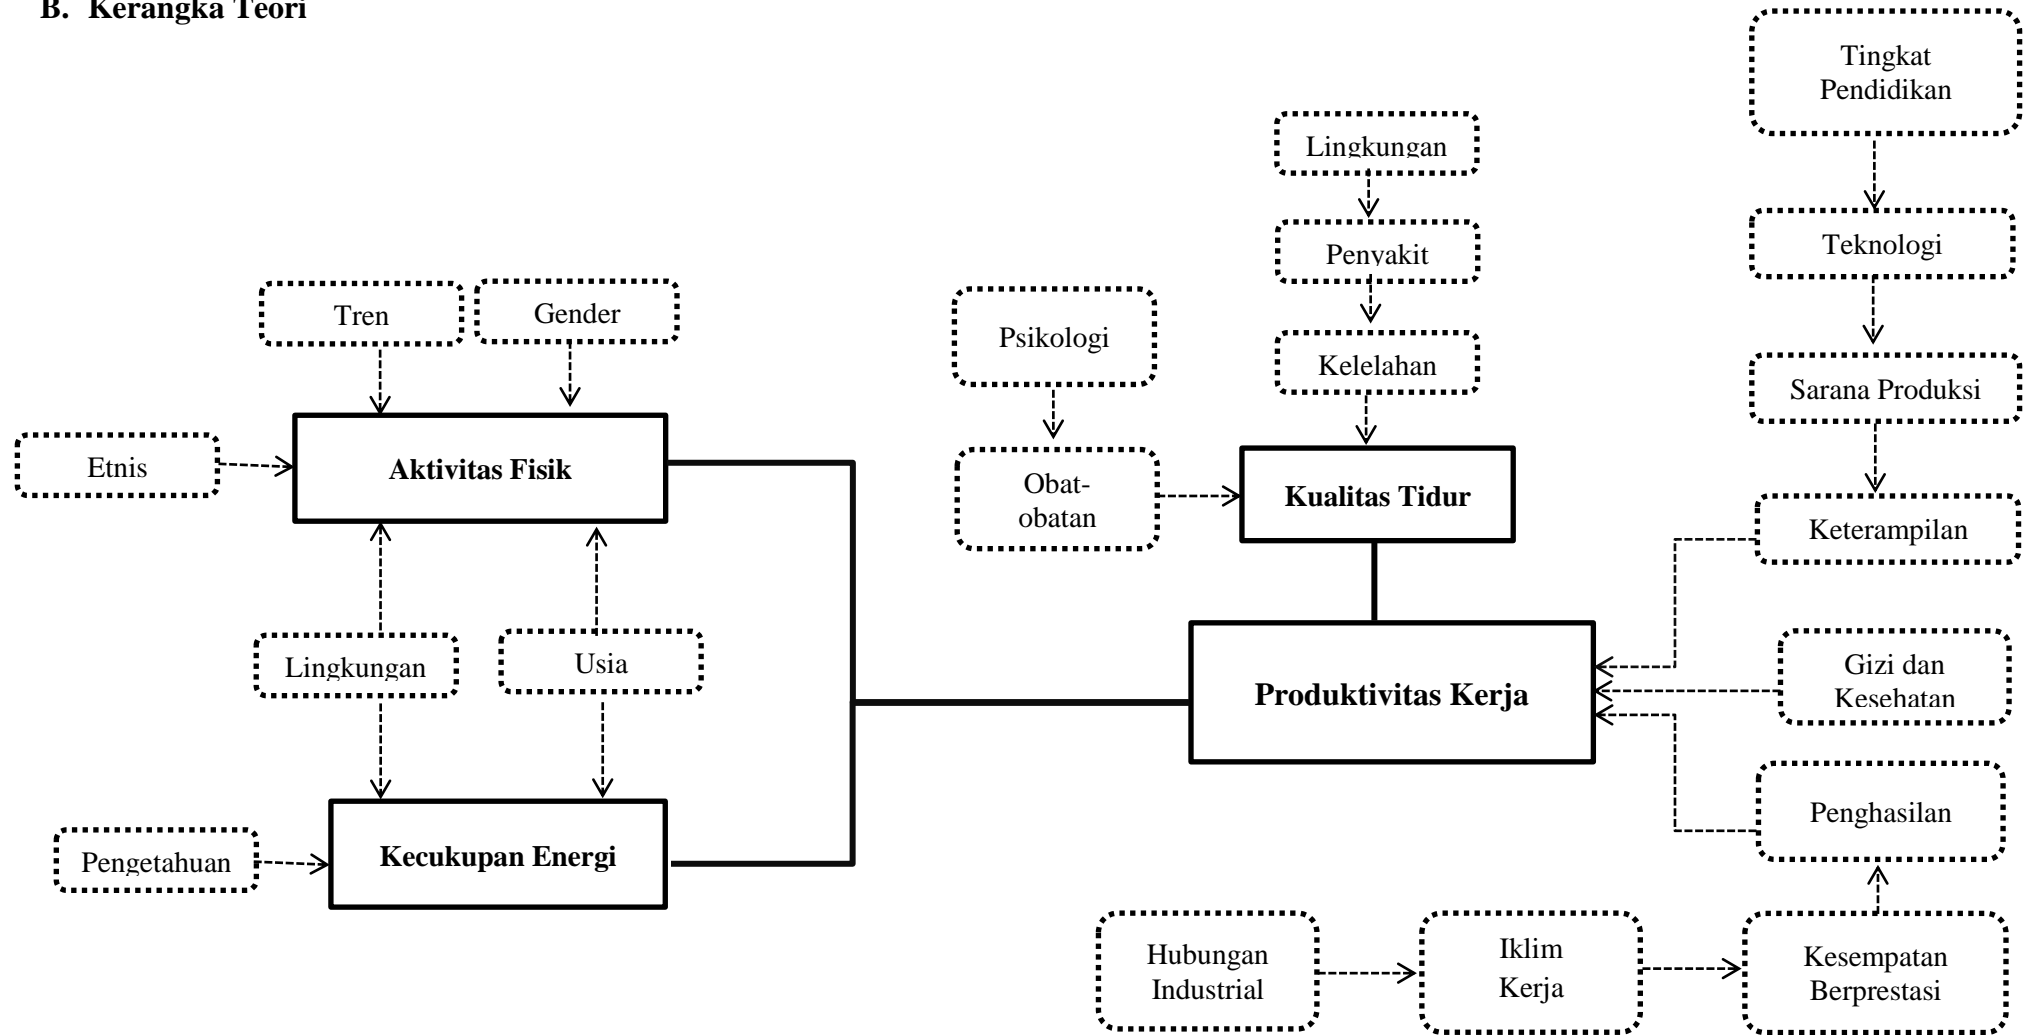 B. Kerangka Teori
Tingkat
Pendidikan
Lingkungan
Teknologi
Penyakit
Tren
Gender
Psikologi
Kelelahan
Sarana Produksi
Etnis
Aktivitas Fisik
Obat-
obatan
Kualitas Tidur
Keterampilan
Lingkungan
Usia
Produktivitas Kerja
Gizi dan
Kesehatan
Penghasilan
Pengetahuan
Kecukupan Energi
Hubungan
Industrial
Iklim
Kerja
Kesempatan
Berprestasi